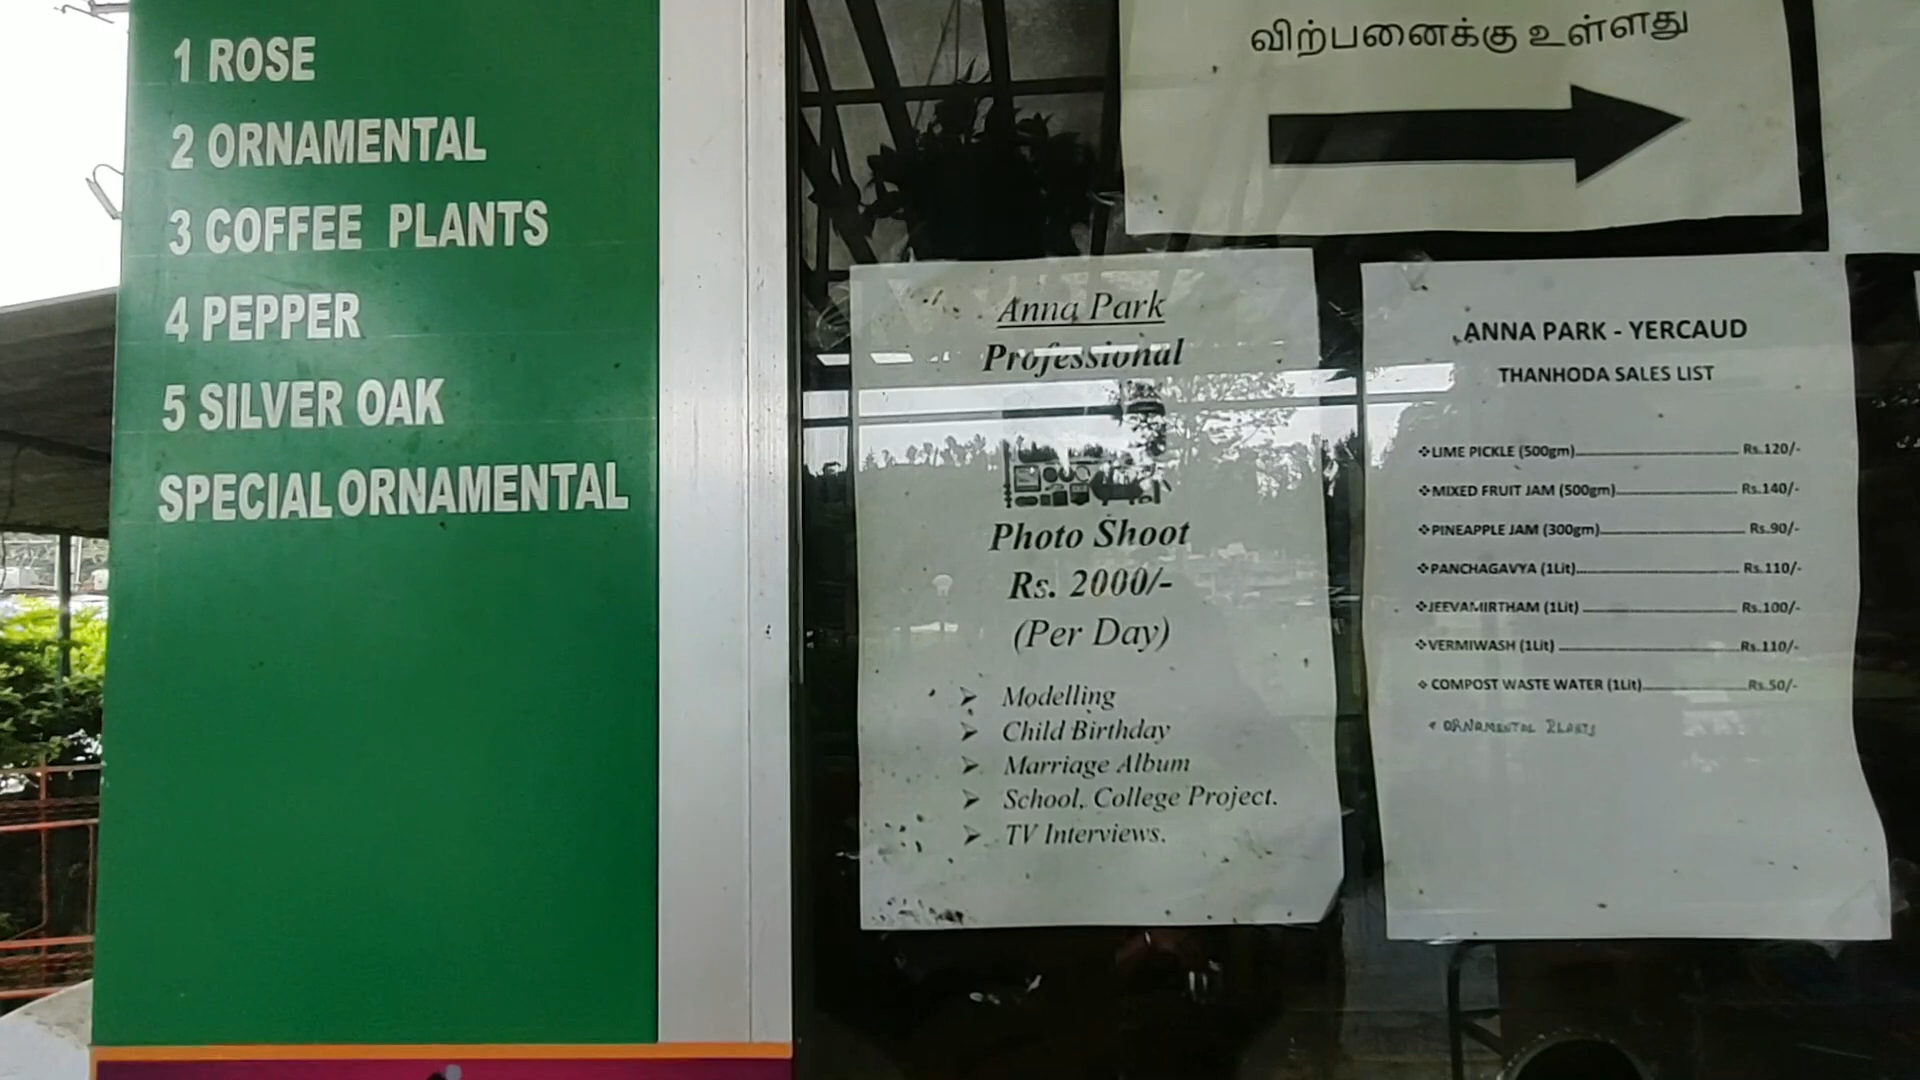 1 ROSE
2 ORNAMENTAL
3 COFFEE PLANTS
4 PEPPER
5 SILVER OAK
SPECIAL ORNAMENTAL
விற்பனைக்கு உள்ளது
Anna Park
Professional
Photo Shoot
Rs. 2000/-
(Per Day)
Modelling
Child Birthday
Marriage Album
School, College Project.
TV Interviews.
ANNA PARK - YERCAUD
THANHODA SALES LIST
LIME PICKLE (500gm) Rs.120/-
MIXED FRUIT JAM (500gm) Rs.140/-
PINEAPPLE JAM (300gm) Rs.90/-
PANCHAGAVYA (1Lit) Rs.110/-
JEEVAMIRTHAM (1Lit) Rs.100/-
VERMIWASH (1Lit) Rs.110/-
COMPOST WASTE WATER (1Lit) Rs.50/-
ORNAMENTAL PLANTS